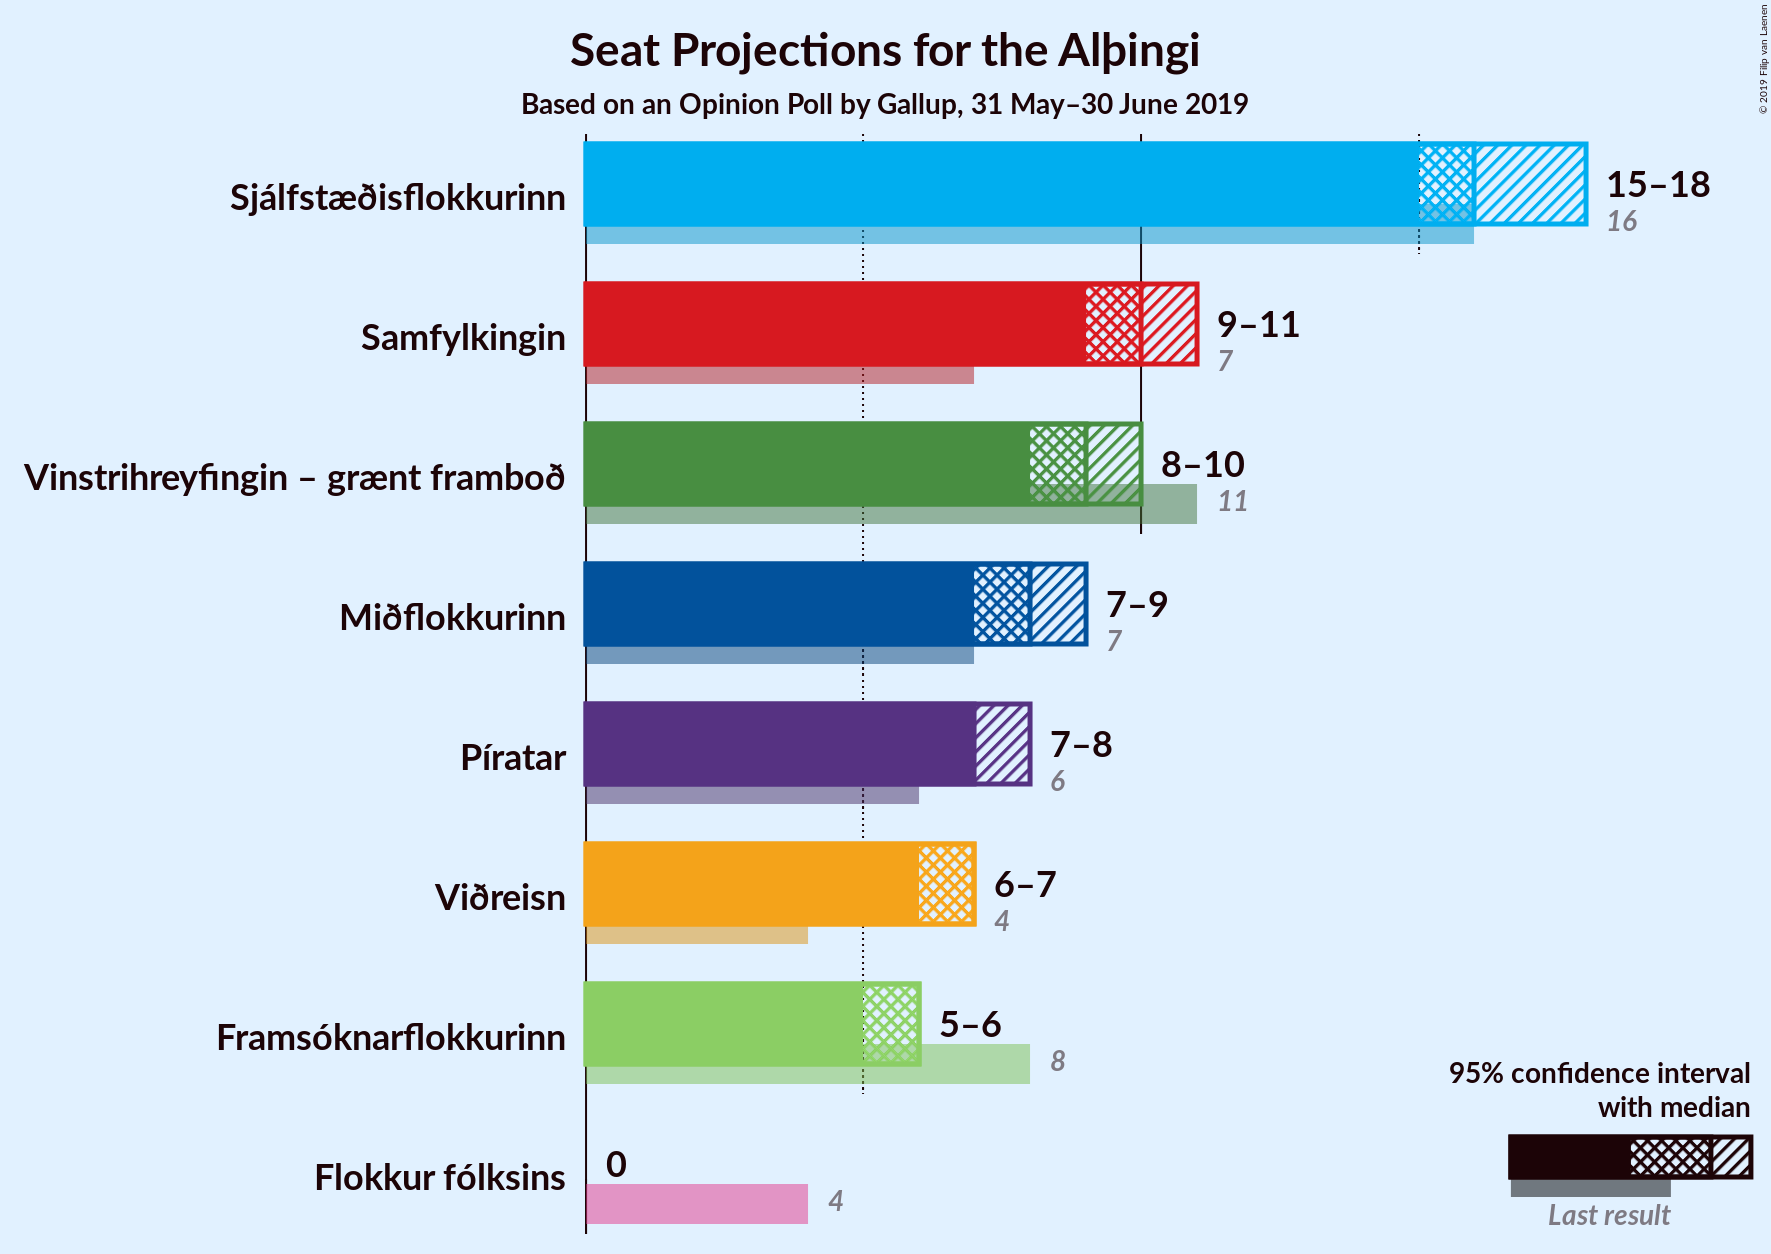 Seat Projections for the Alþingi
Based on an Opinion Poll by Gallup, 31 May–30 June 2019
© 2019 Filip van Laenen
Sjálfstæðisflokkurinn
15–18
16
Samfylkingin
9–11
7
Vinstrihreyfingin – grænt framboð
8–10
11
Miðflokkurinn
7–9
7
Píratar
7–8
6
Viðreisn
6–7
4
Framsóknarflokkurinn
5–6
8
Flokkur fólksins
0
4
95% confidence interval
with median
Last result